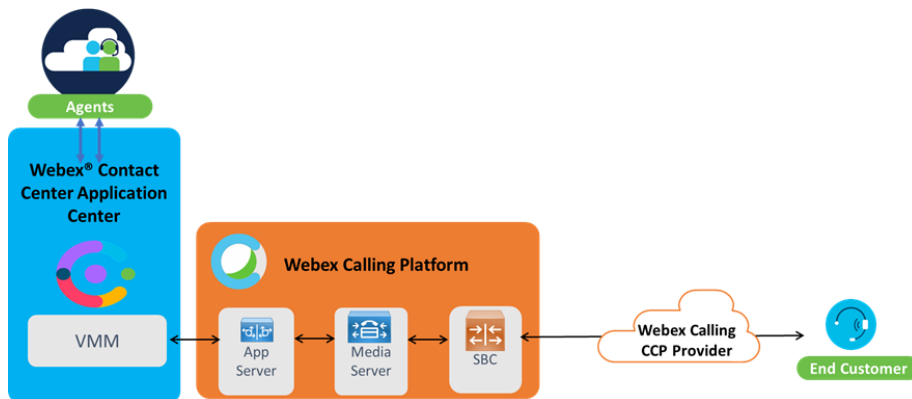 Agents
Webex® Contact
Center Application
Center
VMM
Webex Calling Platform
App
Server
Media
Server
SBC
Webex Calling
CCP Provider
End Customer